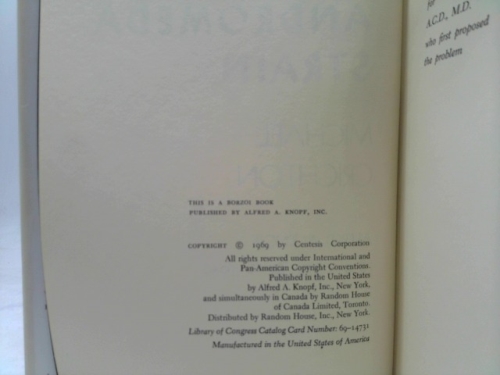 THIS IS A BORZOI BOOK
PUBLISHED BY ALFRED A. KNOPF, INC.
COPYRIGHT © 1969 by Centesis Corporation
All rights reserved under International and
Pan-American Copyright Conventions.
Published in the United States
by Alfred A. Knopf, Inc., New York,
and simultaneously in Canada by Random House
of Canada Limited, Toronto.
Distributed by Random House, Inc., New York.
Library of Congress Catalog Card Number: 69-14731
Manufactured in the United States of America
for
A.C.D., M.D.
who first proposed
the problem